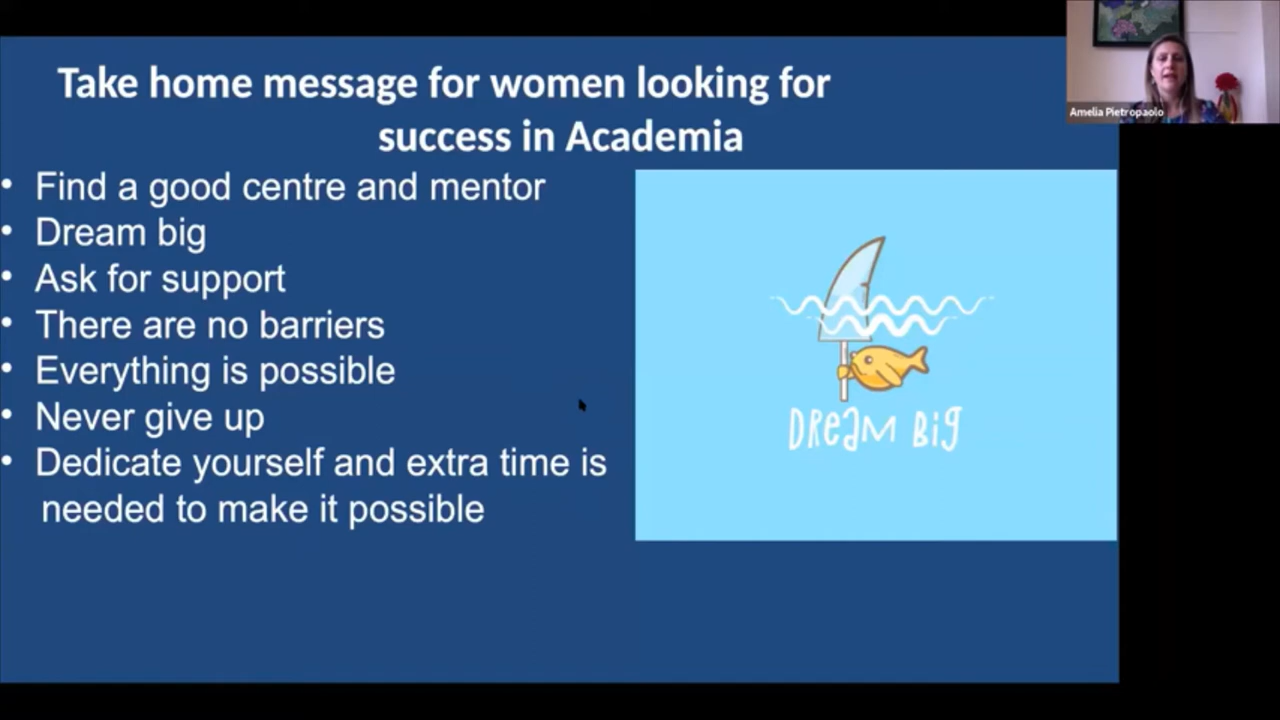 Take home message for women looking for
success in Academia
• Find a good centre and mentor
• Dream big
• Ask for support
• There are no barriers
• Everything is possible
• Never give up
• Dedicate yourself and extra time is
needed to make it possible
DReam Big
Amelia Pietropaolo